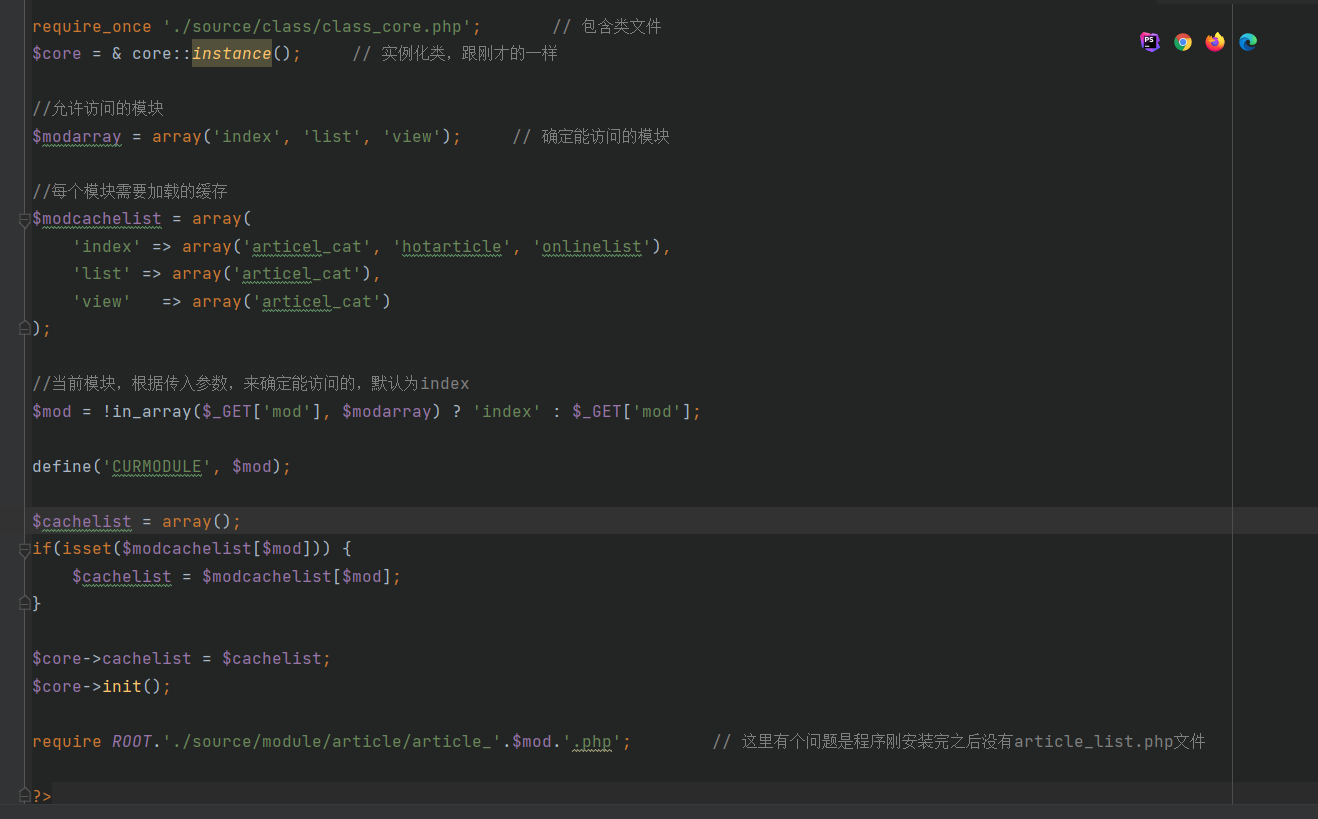 require_once './source/class/class_core.php';       // 包含类文件
$core = & core::instance();     // 实例化类，跟刚才的一样
//允许访问的模块
$modarray = array('index', 'list', 'view');     // 确定能访问的模块
//每个模块需要加载的缓存
$modcachelist = array(
    'index' => array('articel_cat', 'hotarticle', 'onlinelist'),
    'list' => array('articel_cat'),
    'view'   => array('articel_cat')
);
//当前模块，根据传入参数，来确定能访问的，默认为index
$mod = !in_array($_GET['mod'], $modarray) ? 'index' : $_GET['mod'];
define('CURMODULE', $mod);
$cachelist = array();
if(isset($modcachelist[$mod])) {
    $cachelist = $modcachelist[$mod];
}
$core->cachelist = $cachelist;
$core->init();
require ROOT.'./source/module/article/article_'.$mod.'.php';        // 这里有个问题是程序刚安装完之后没有article_list.php文件
?>